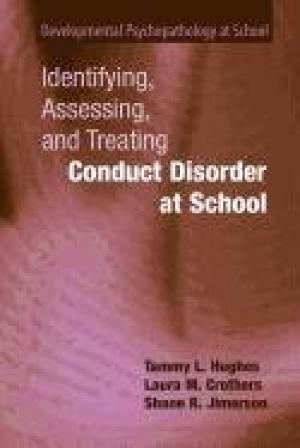 Developmental Psychopathology at School
Identifying,
Assessing,
and Treating
Conduct Disorder
at School
Tammy L. Hughes
Laura M. Crothers
Shane R. Jimerson